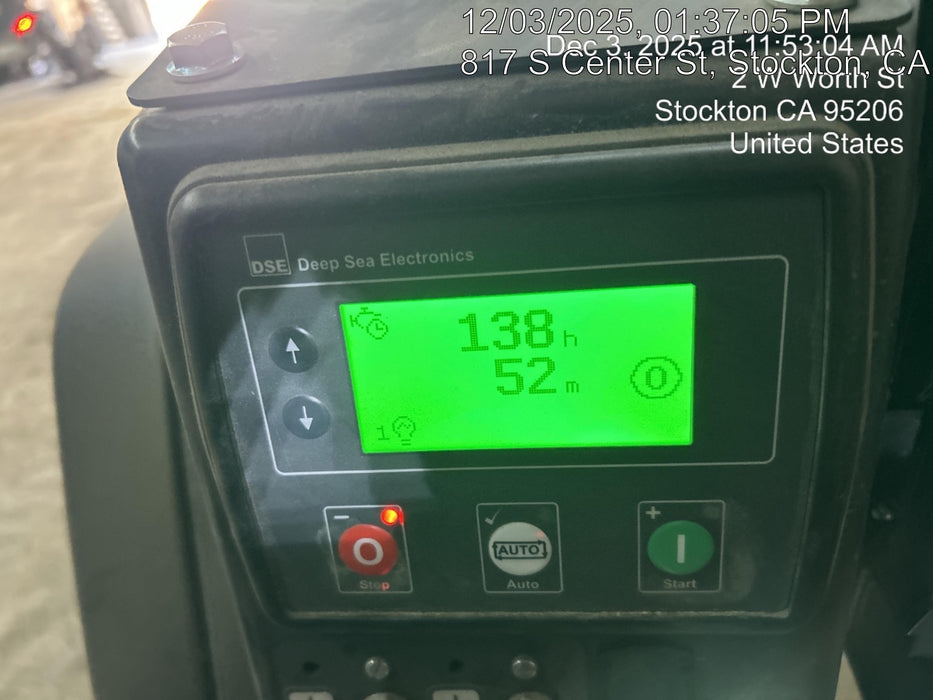 12/03/2025, 01:37:05 PM
Dec 3, 2025 at 11:53:04 AM
817 S Center St, Stockton, CA
2 W Worth St
Stockton CA 95206
United States
DSE Deep Sea Electronics
138 h
52 m
0
1
O
AUTO
I
Stop
Auto
Start